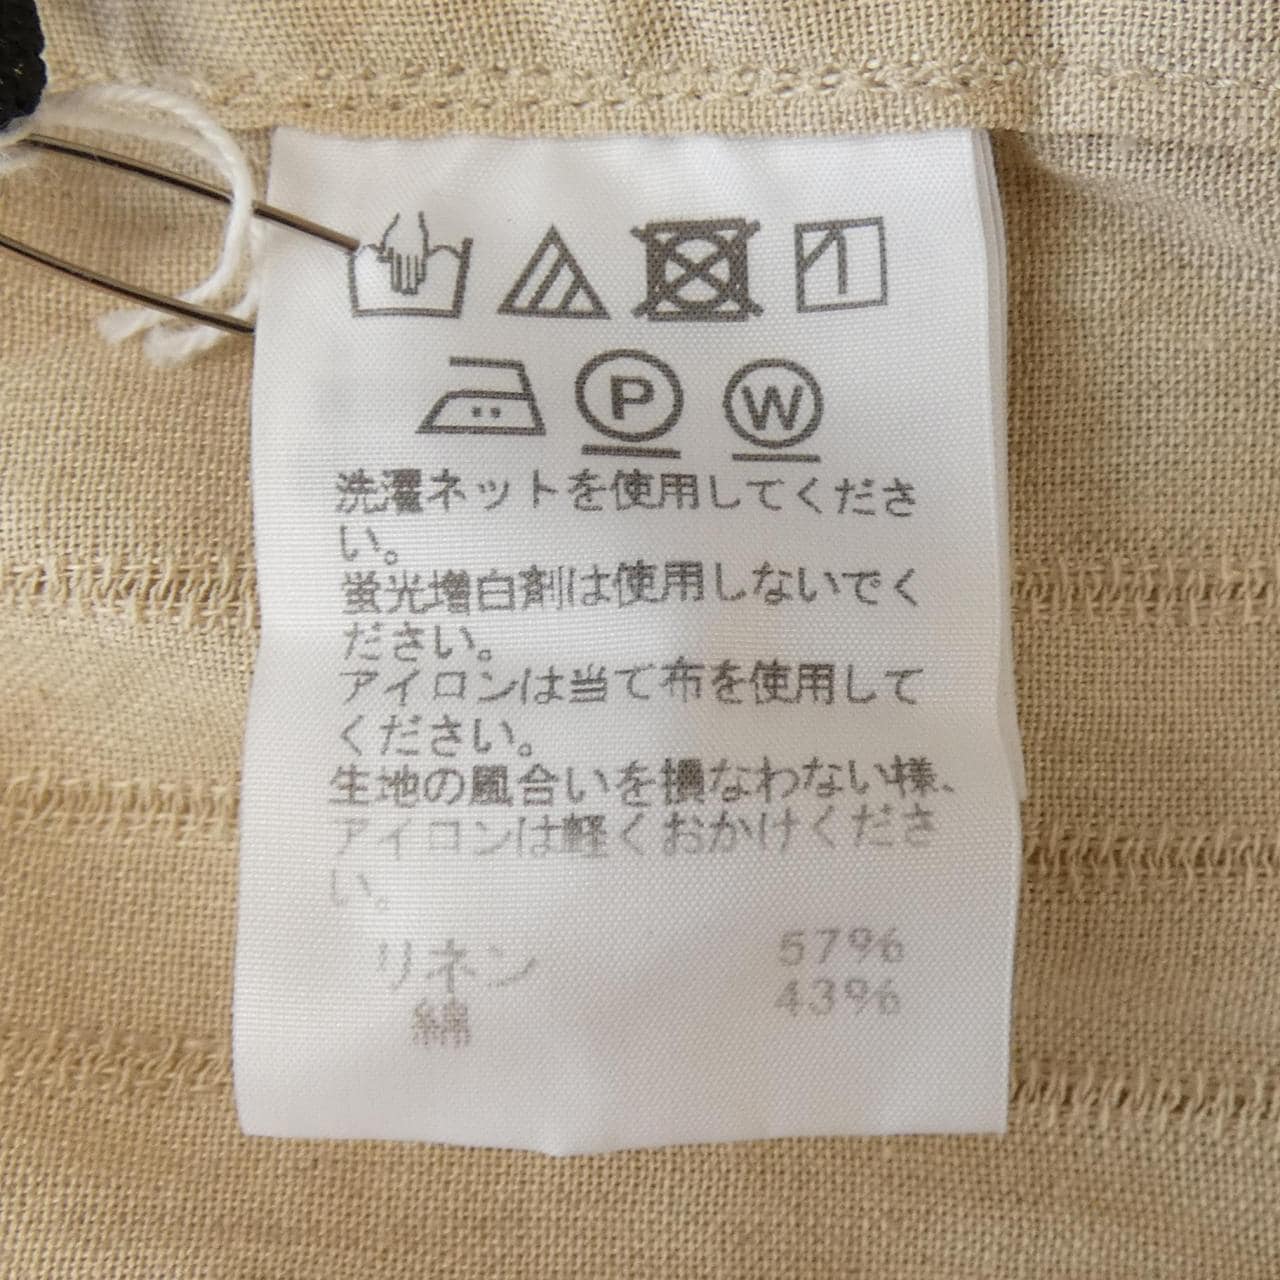 P W
洗濯ネットを使用してくださ
い。
蛍光増白剤は使用しないでく
ださい。
アイロンは当て布を使用して
ください。
生地の風合いを損なわない様、
アイロンは軽くおかけくださ
い。
リネン 57%
綿 43%